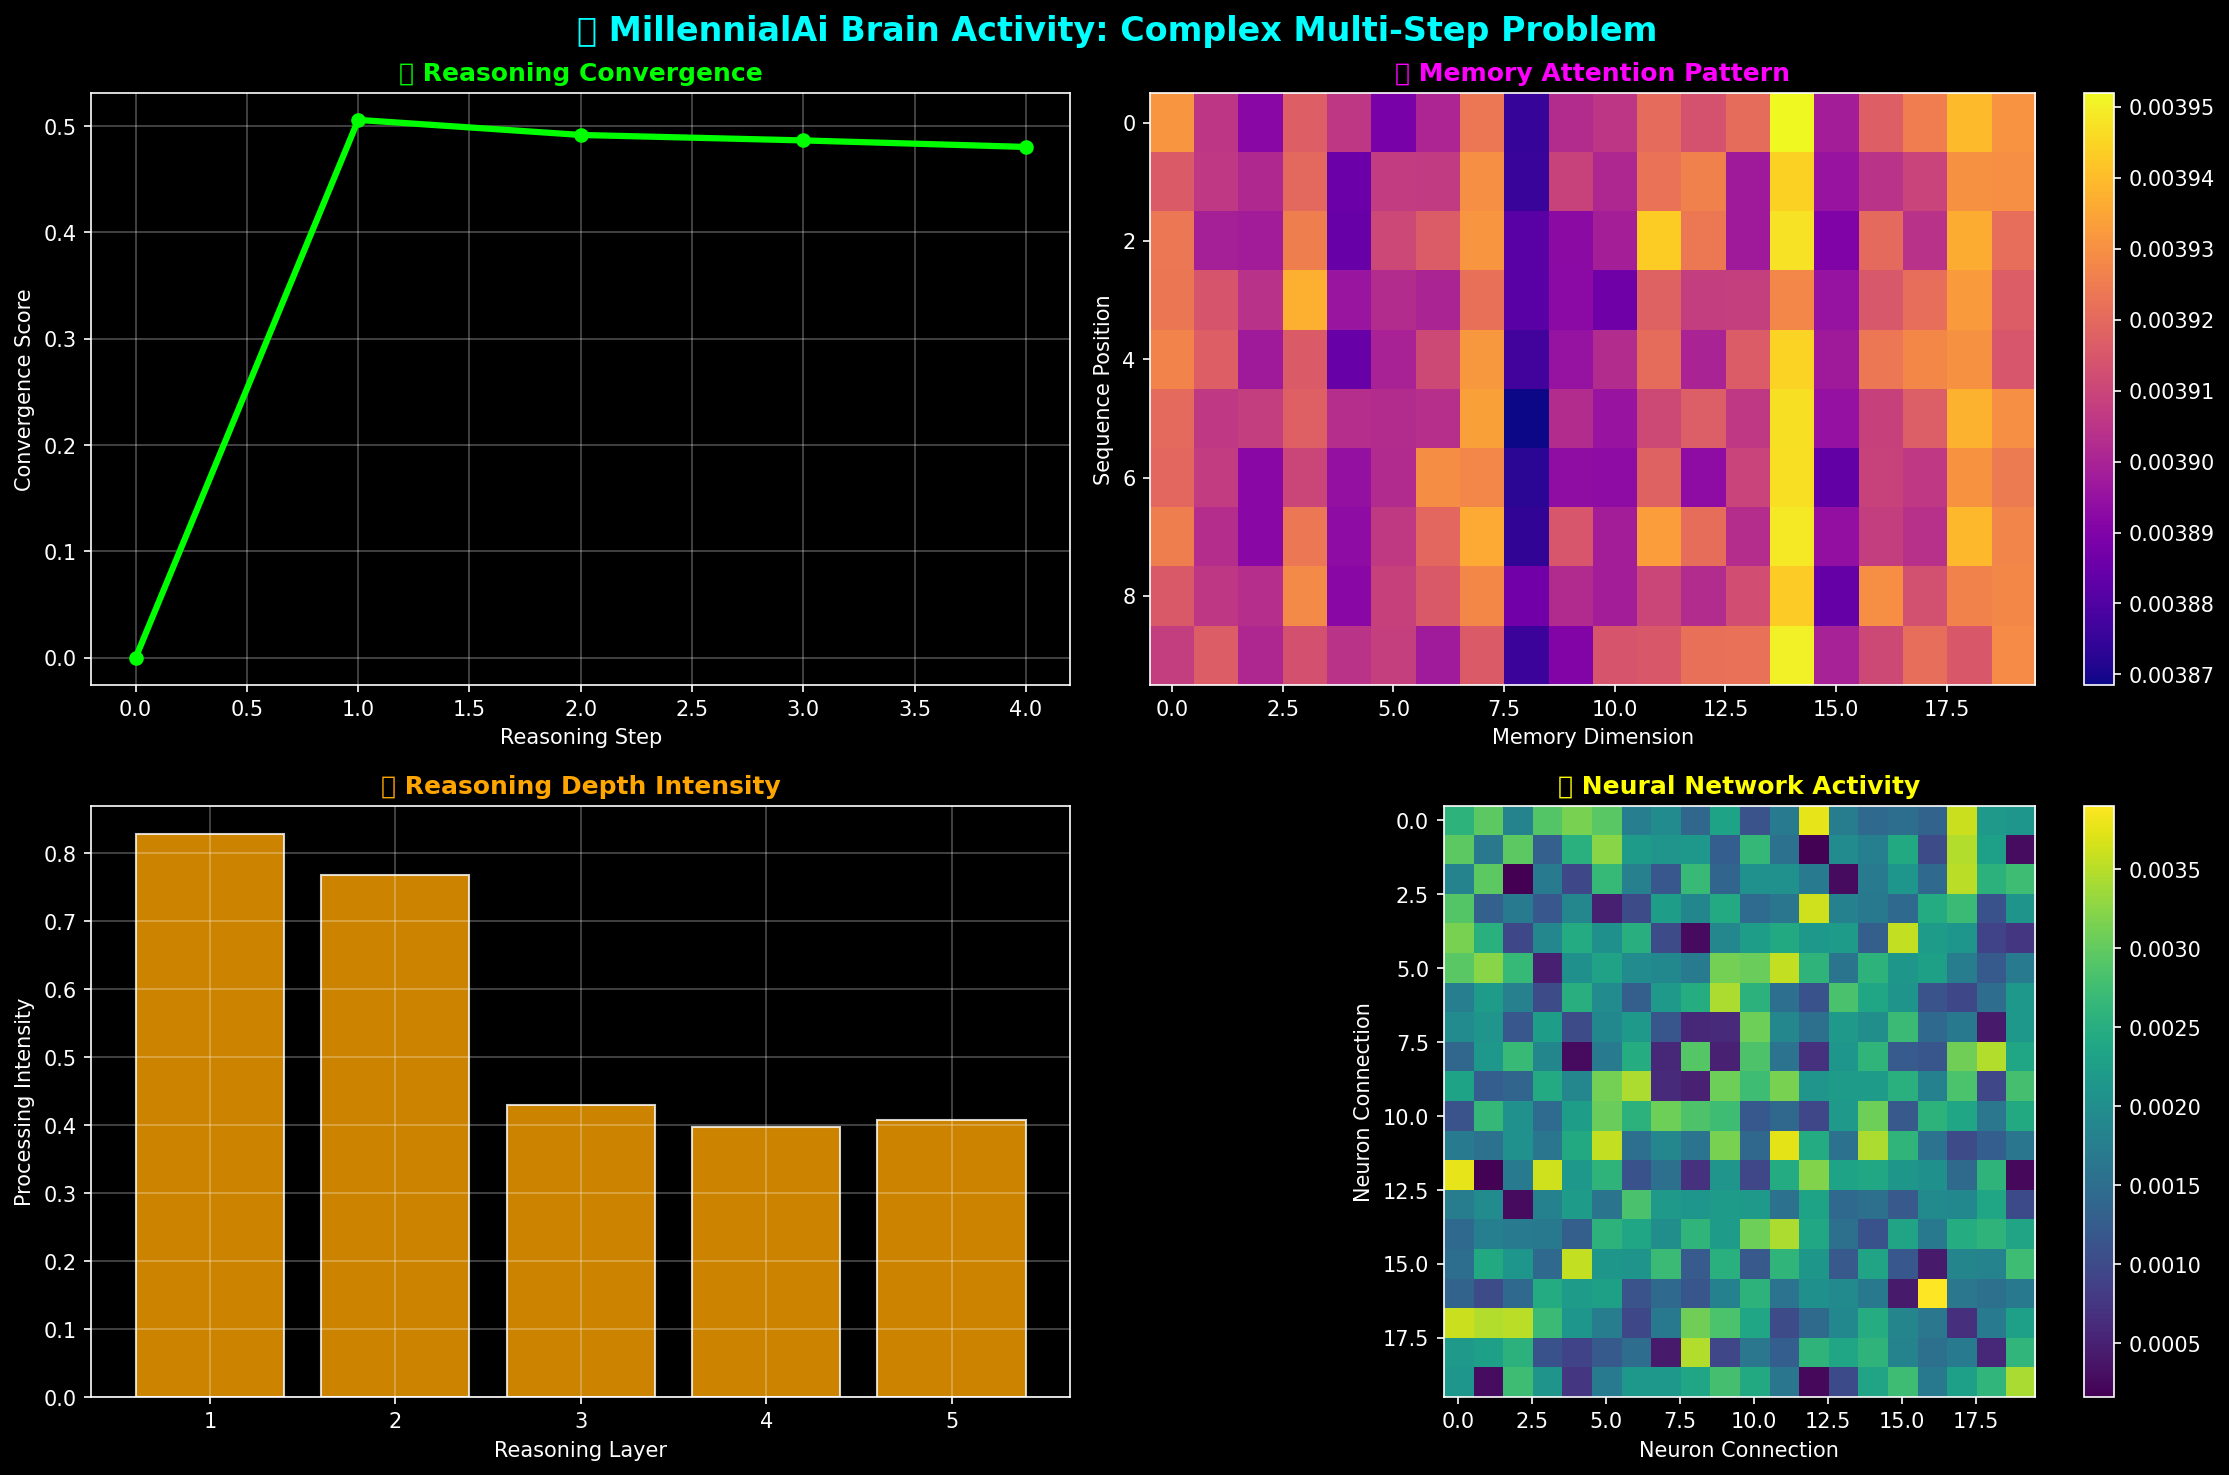 MillennialAi Brain Activity: Complex Multi-Step Problem
Reasoning Convergence
Convergence Score
0.5
0.4
0.3
0.2
0.1
0.0
0.0 0.5 1.0 1.5 2.0 2.5 3.0 3.5 4.0
Reasoning Step
Memory Attention Pattern
Sequence Position
0
2
4
6
8
0.0 2.5 5.0 7.5 10.0 12.5 15.0 17.5
Memory Dimension
0.00395
0.00394
0.00393
0.00392
0.00391
0.00390
0.00389
0.00388
0.00387
Reasoning Depth Intensity
Processing Intensity
0.8
0.7
0.6
0.5
0.4
0.3
0.2
0.1
0.0
1 2 3 4 5
Reasoning Layer
Neural Network Activity
Neuron Connection
0.0
2.5
5.0
7.5
10.0
12.5
15.0
17.5
0.0 2.5 5.0 7.5 10.0 12.5 15.0 17.5
Neuron Connection
0.0035
0.0030
0.0025
0.0020
0.0015
0.0010
0.0005